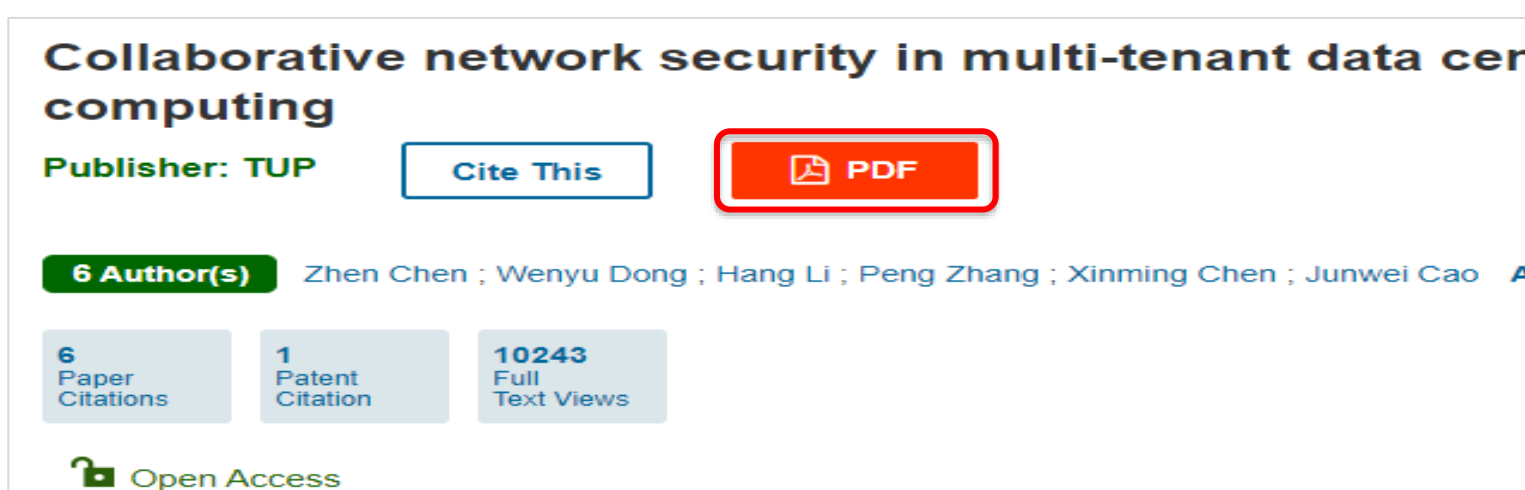 Collaborative network security in multi-tenant data cer
computing
Publisher: TUP Cite This PDF
6 Author(s) Zhen Chen ; Wenyu Dong ; Hang Li ; Peng Zhang ; Xinming Chen ; Junwei Cao A
6 1 10243
Paper Patent Full
Citations Citation Text Views
Open Access